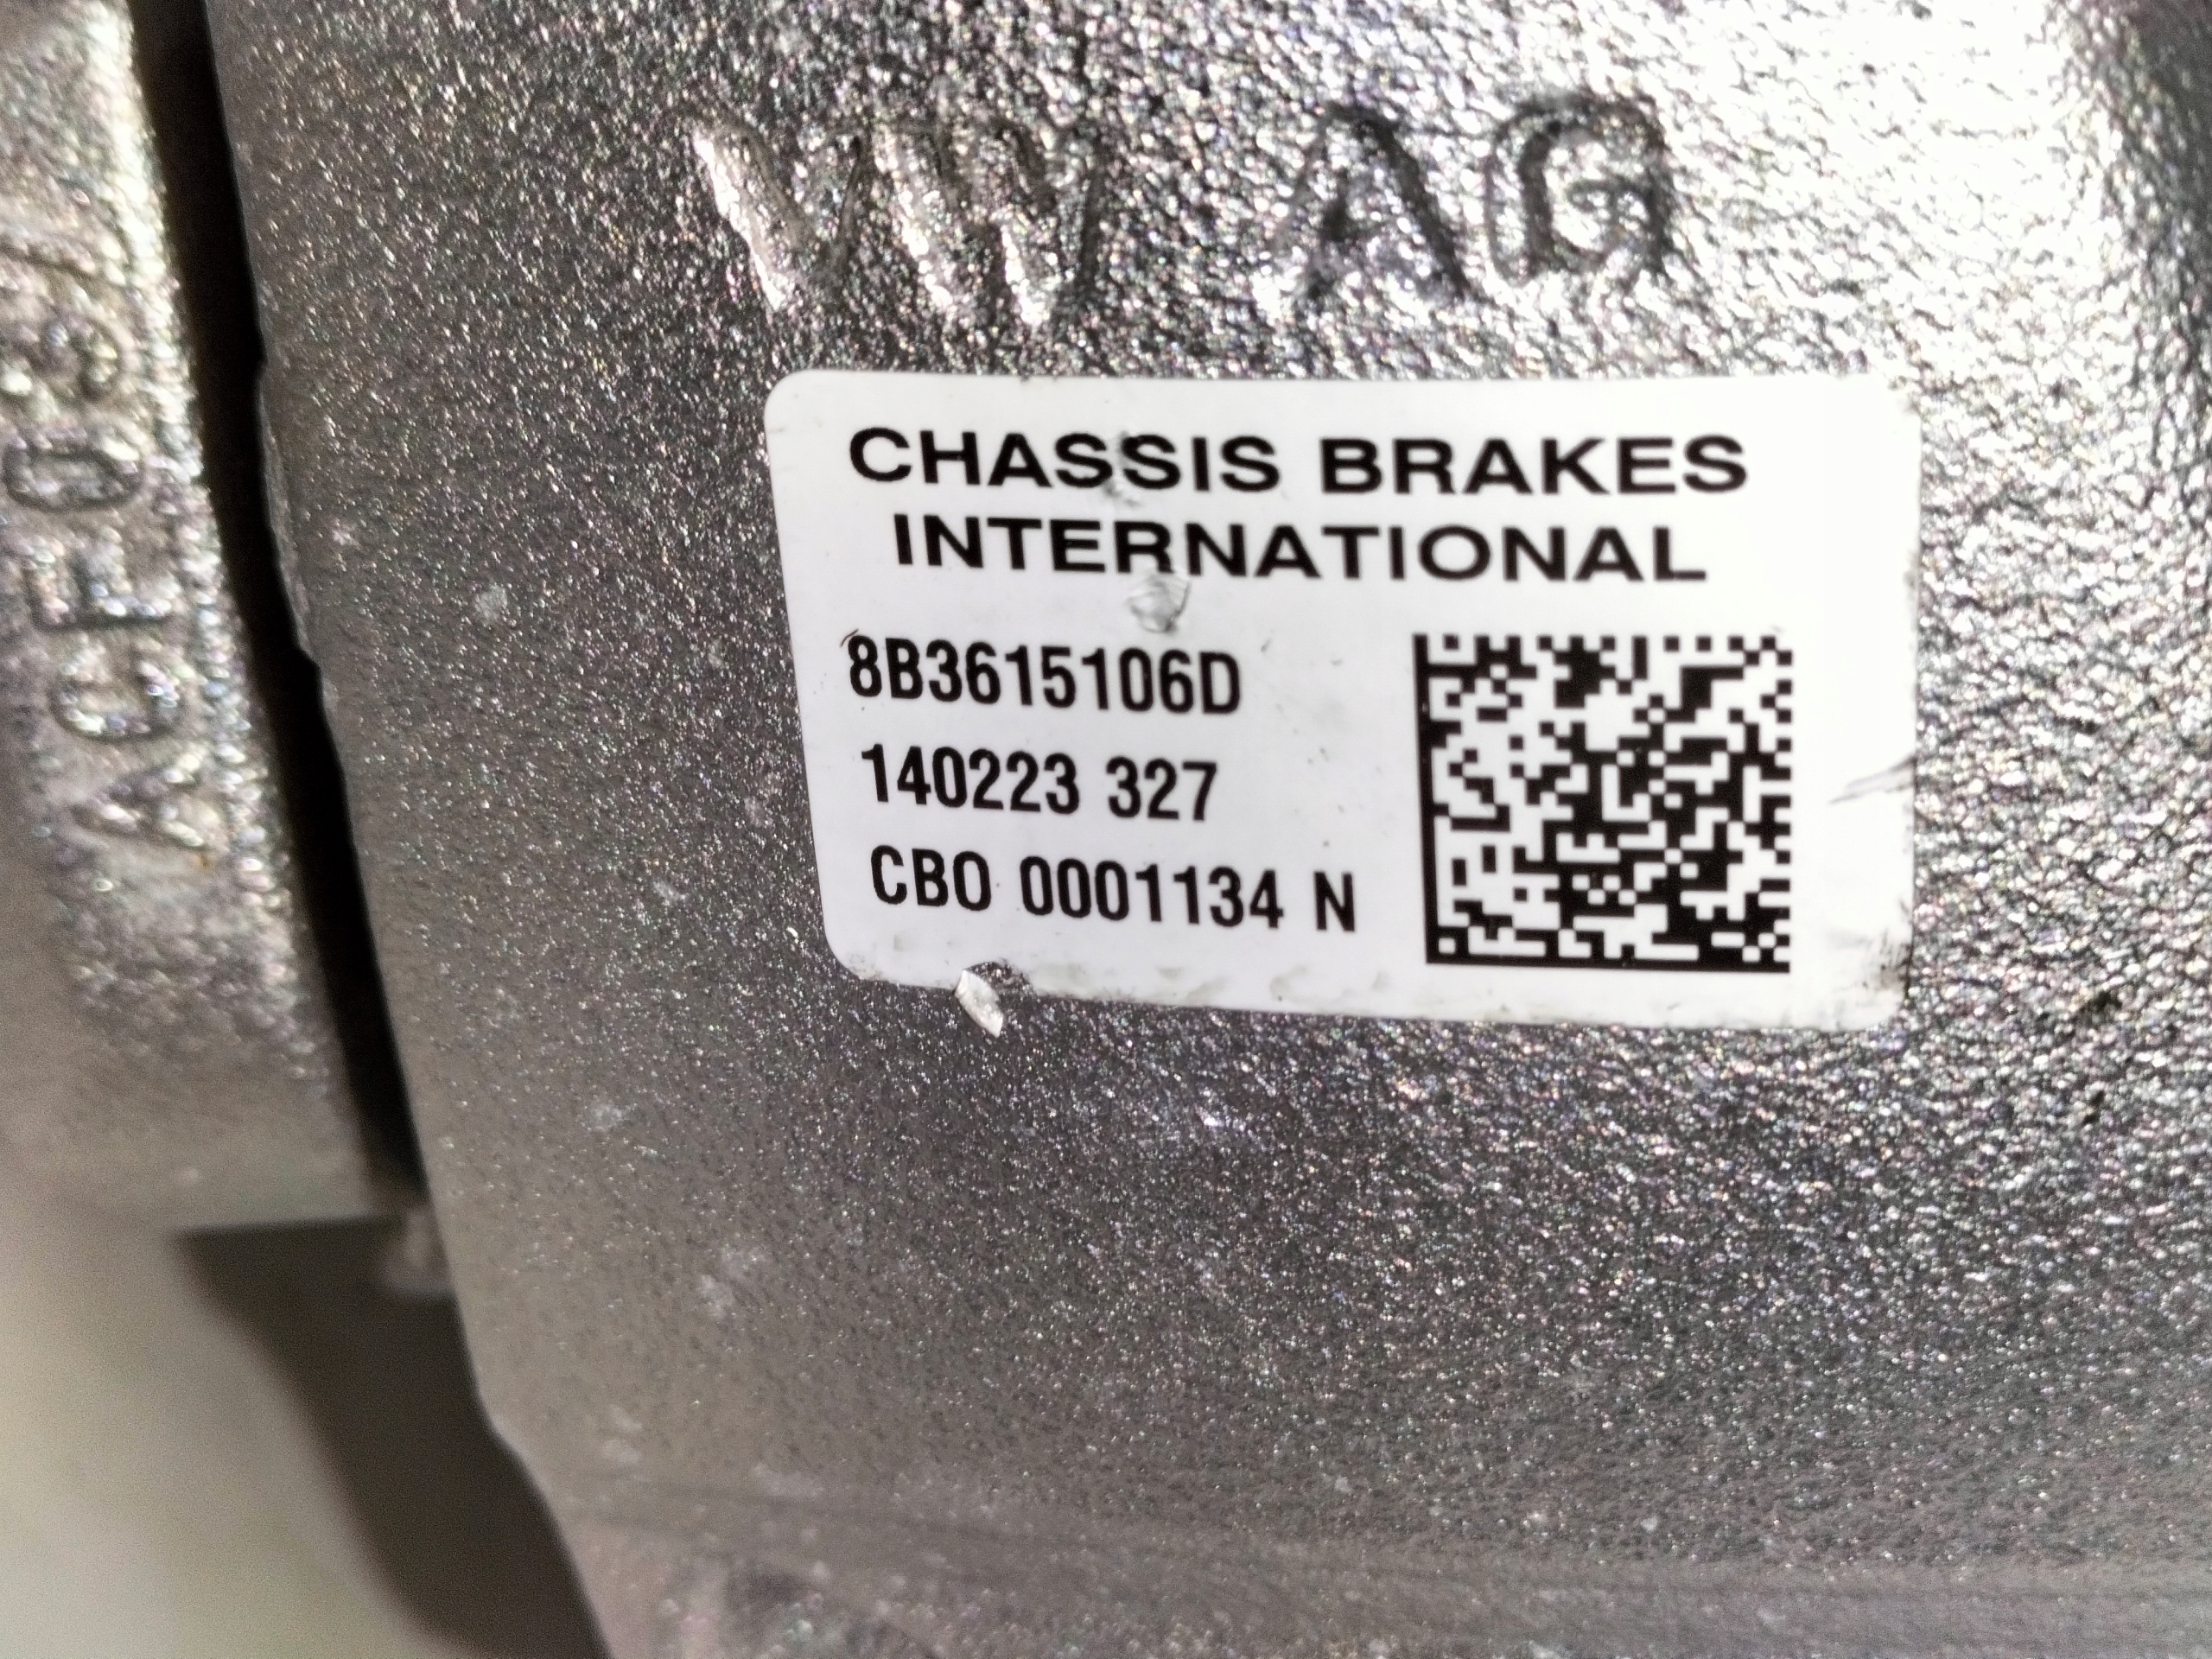 VW AG
CHASSIS BRAKES
INTERNATIONAL
8B3615106D
140223 327
CBO 0001134 N